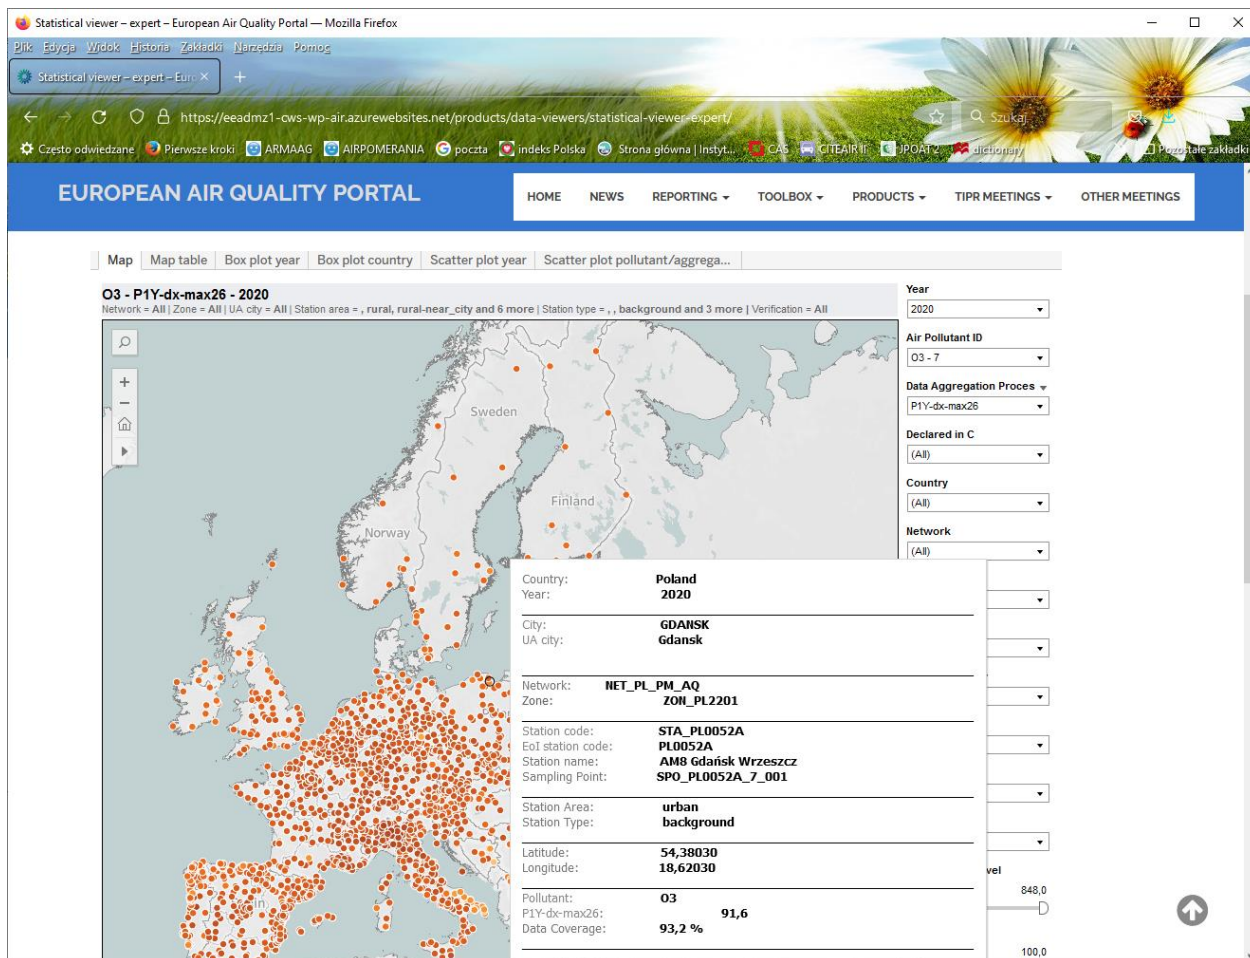 Statistical viewer – expert – European Air Quality Portal — Mozilla Firefox
Plik Edycja Widok Historia Zakładki Narzędzia Pomoc
Statistical viewer – expert – Euro
https://eeadmz1-cws-wp-air.azurewebsites.net/products/data-viewers/statistical-viewer-expert/
Szukaj
Często odwiedzane Pierwsze kroki ARMAAG AIRPOMERANIA poczta indeks Polska Strona główna | Instyt... CAS CITEAIR II JPOAT 2 dictionary Pozostałe zakładki
EUROPEAN AIR QUALITY PORTAL
HOME NEWS REPORTING TOOLBOX PRODUCTS TIPR MEETINGS OTHER MEETINGS
Map Map table Box plot year Box plot country Scatter plot year Scatter plot pollutant/aggrega...
O3 - P1Y-dx-max26 - 2020
Network = All | Zone = All | UA city = All | Station area = , rural, rural-near_city and 6 more | Station type = , , background and 3 more | Verification = All
Year
2020
Air Pollutant ID
O3 - 7
Data Aggregation Proces
P1Y-dx-max26
Declared in C
(All)
Country
(All)
Network
(All)
Sweden
Finland
Norway
Country: Poland
Year: 2020
City: GDANSK
UA city: Gdansk
Network: NET_PL_PM_AQ
Zone: ZON_PL2201
Station code: STA_PL0052A
EoI station code: PL0052A
Station name: AM8 Gdańsk Wrzeszcz
Sampling Point: SPO_PL0052A_7_001
Station Area: urban
Station Type: background
Latitude: 54,38030
Longitude: 18,62030
Pollutant: O3
P1Y-dx-max26: 91,6
Data Coverage: 93,2 %
vel
848,0
100,0